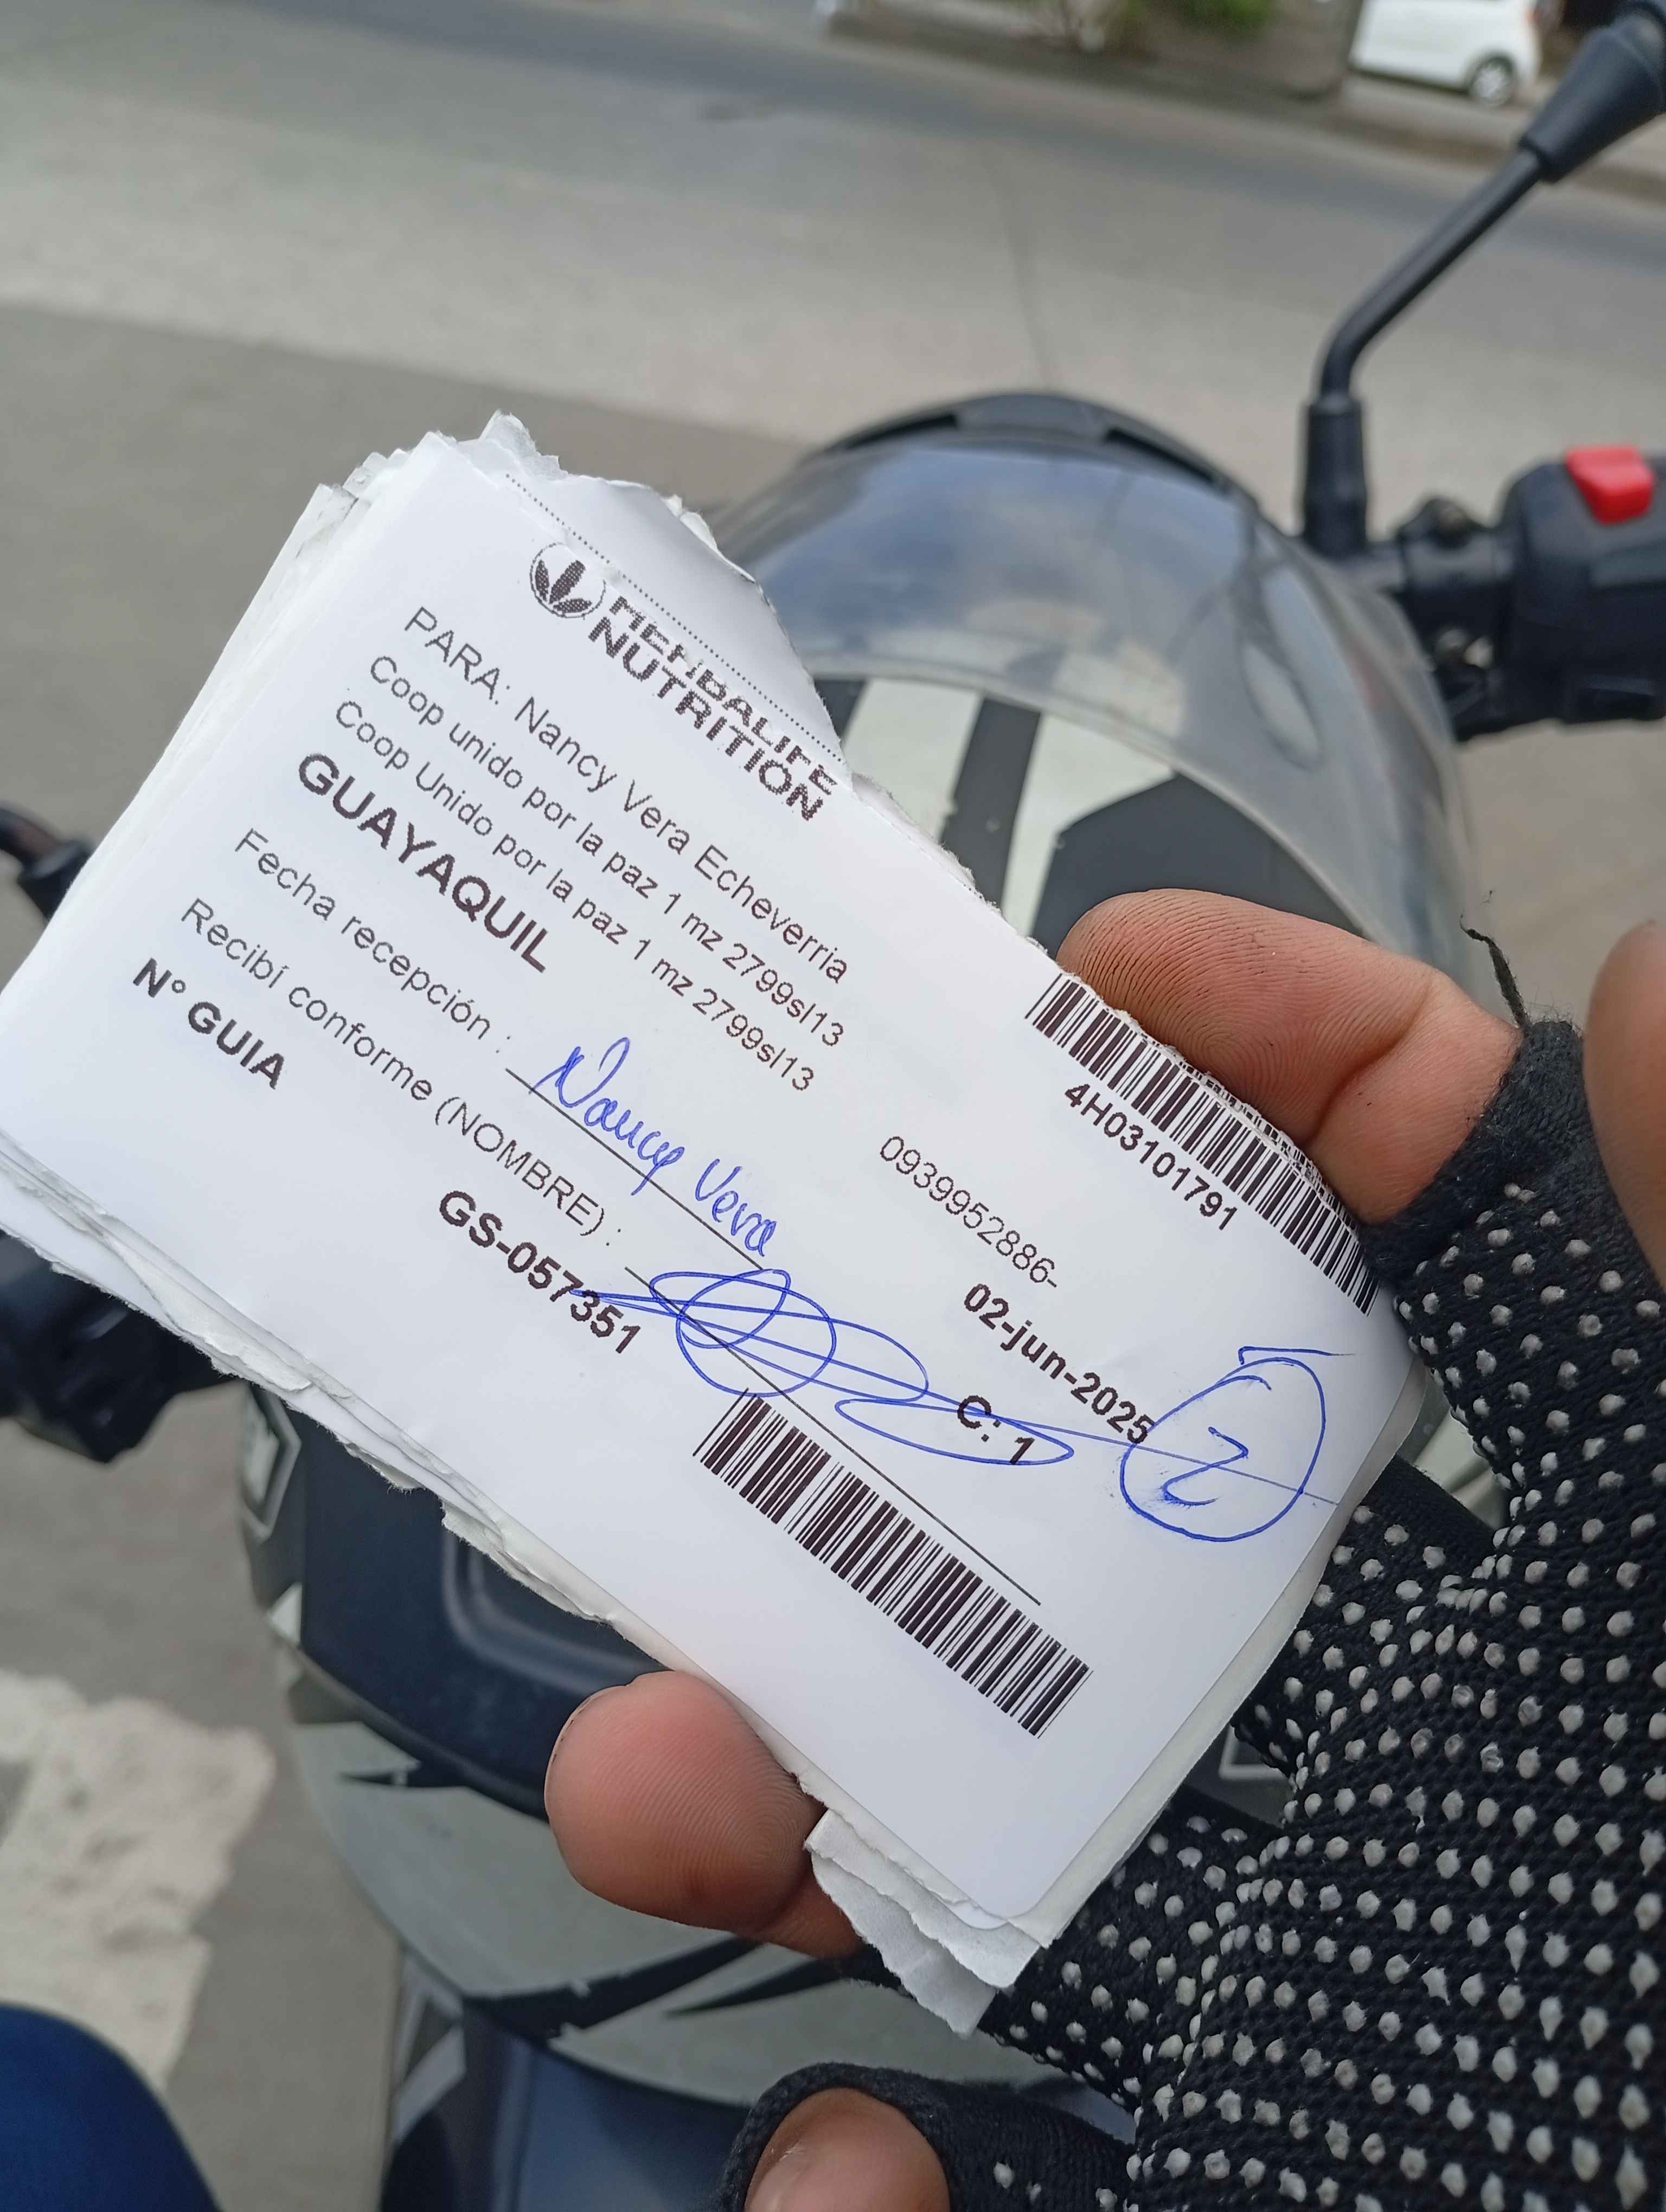 HERBALIFE
NUTRITION
4H03101791
PARA: Nancy Vera Echeverria
Coop unido por la paz 1 mz 2799sl13
Coop Unido por la paz 1 mz 2799sl13
GUAYAQUIL
0939952886-
Fecha recepción :
Nancy Vera
02-jun-2025
Recibí conforme (NOMBRE) :
C: 1
2
N° GUIA
GS-057351